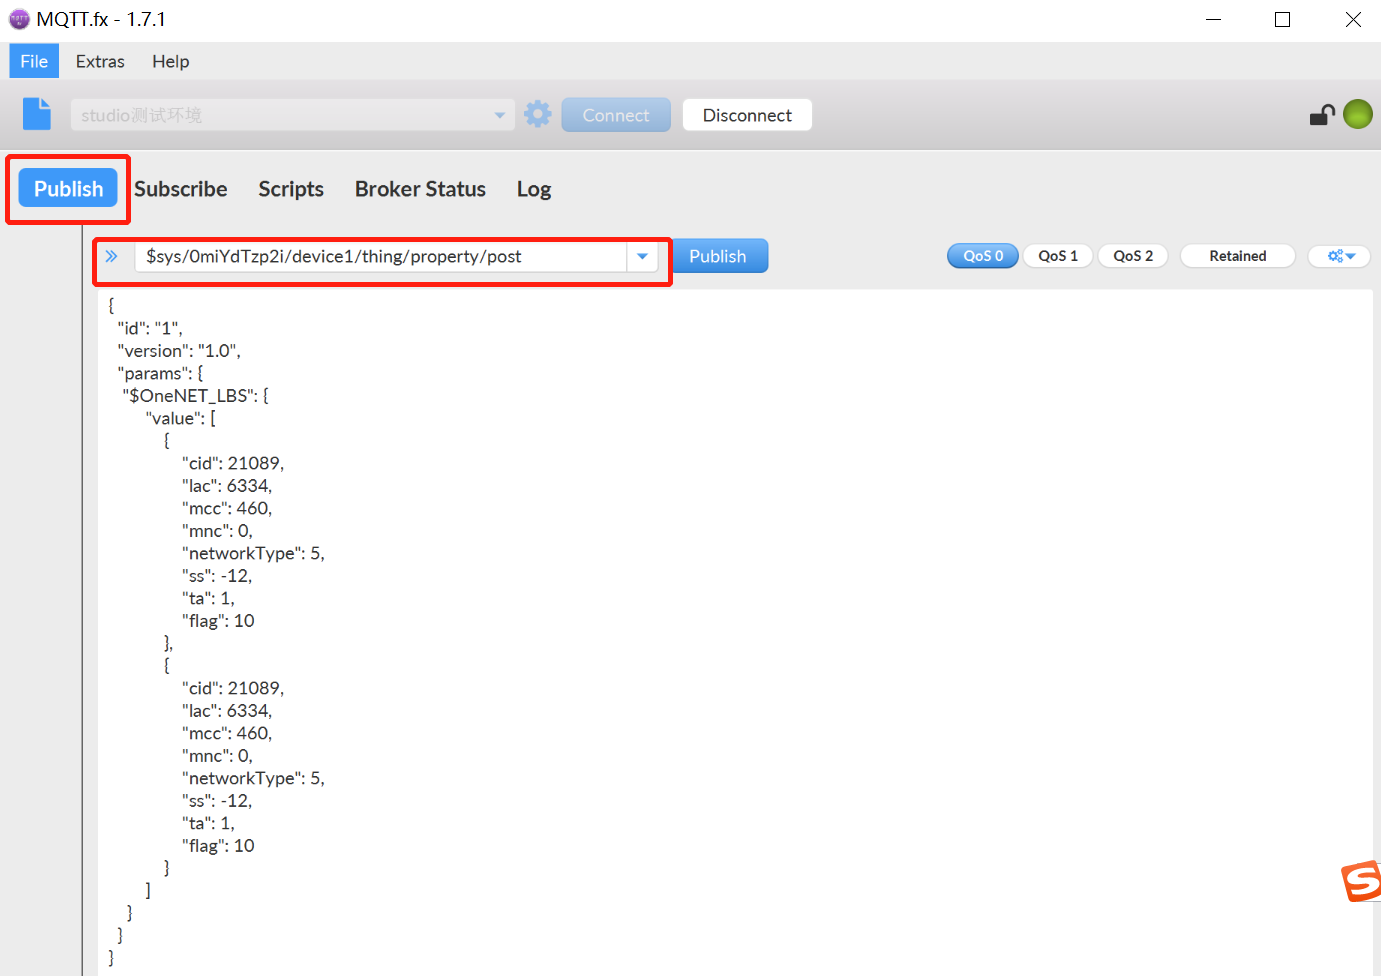 MQTT.fx - 1.7.1
File Extras Help
studio测试环境 Connect Disconnect
Publish Subscribe Scripts Broker Status Log
$sys/0miYdTzp2i/device1/thing/property/post Publish QoS 0 QoS 1 QoS 2 Retained
{
"id": "1",
"version": "1.0",
"params": {
"$OneNET_LBS": {
"value": [
{
"cid": 21089,
"lac": 6334,
"mcc": 460,
"mnc": 0,
"networkType": 5,
"ss": -12,
"ta": 1,
"flag": 10
},
{
"cid": 21089,
"lac": 6334,
"mcc": 460,
"mnc": 0,
"networkType": 5,
"ss": -12,
"ta": 1,
"flag": 10
}
]
}
}
}